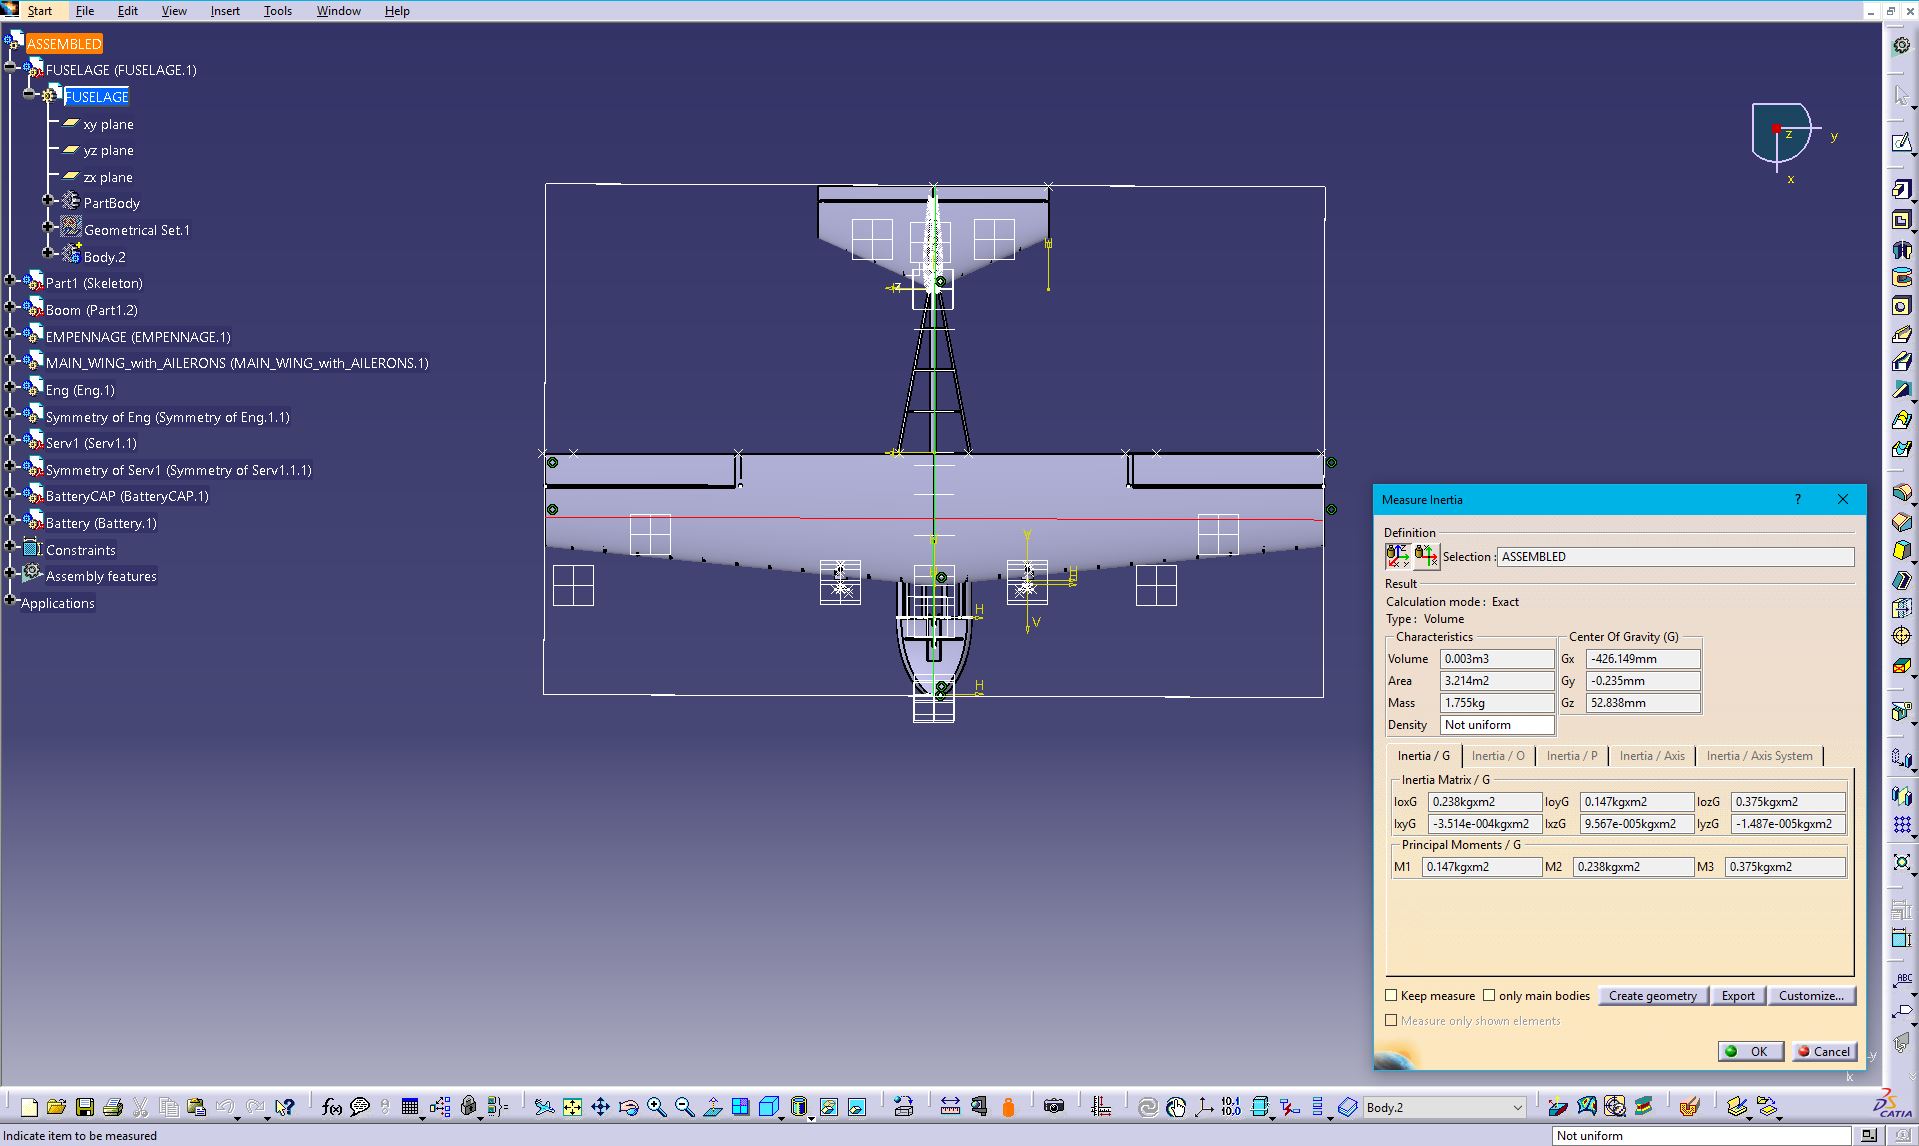 Start File Edit View Insert Tools Window Help
ASSEMBLED
FUSELAGE (FUSELAGE.1)
FUSELAGE
xy plane
yz plane
zx plane
PartBody
Geometrical Set.1
Body.2
Part1 (Skeleton)
Boom (Part1.2)
EMPENNAGE (EMPENNAGE.1)
MAIN_WING_with_AILERONS (MAIN_WING_with_AILERONS.1)
Eng (Eng.1)
Symmetry of Eng (Symmetry of Eng.1.1)
Serv1 (Serv1.1)
Symmetry of Serv1 (Symmetry of Serv1.1.1)
BatteryCAP (BatteryCAP.1)
Battery (Battery.1)
Constraints
Assembly features
Applications
z
y
x
H
V
H
Measure Inertia
? 
Definition
Selection : ASSEMBLED
Result
Calculation mode : Exact
Type : Volume
Characteristics
Volume 0.003m3
Area 3.214m2
Mass 1.755kg
Density Not uniform
Center Of Gravity (G)
Gx -426.149mm
Gy -0.235mm
Gz 52.838mm
Inertia / G Inertia / O Inertia / P Inertia / Axis Inertia / Axis System
Inertia Matrix / G
IoxG 0.238kgxm2 IoyG 0.147kgxm2 IozG 0.375kgxm2
IxyG -3.514e-004kgxm2 IxzG 9.567e-005kgxm2 IyzG -1.487e-005kgxm2
Principal Moments / G
M1 0.147kgxm2 M2 0.238kgxm2 M3 0.375kgxm2
Keep measure only main bodies Create geometry Export Customize...
Measure only shown elements
OK Cancel
ABC
f(x)
Body.2
CATIA
Indicate item to be measured
Not uniform